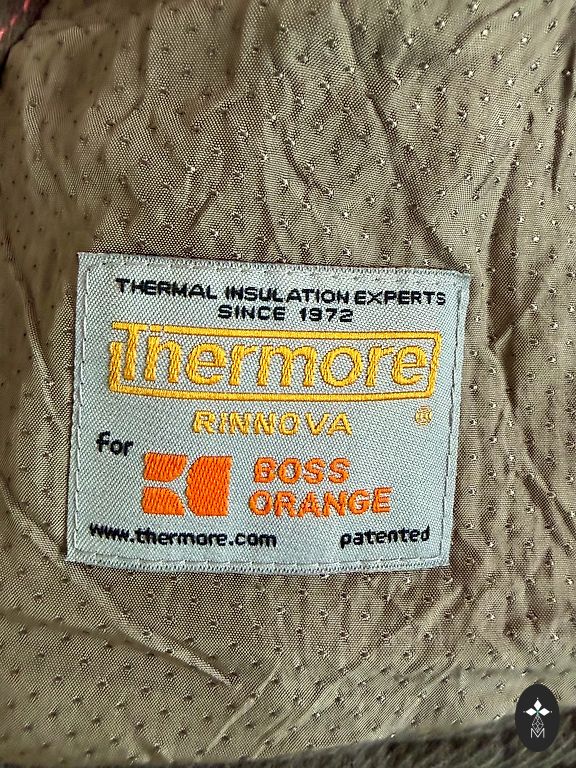 THERMAL INSULATION EXPERTS
SINCE 1972
Thermore
RINNOVA ®
for BOSS
ORANGE
www.thermore.com patented
M